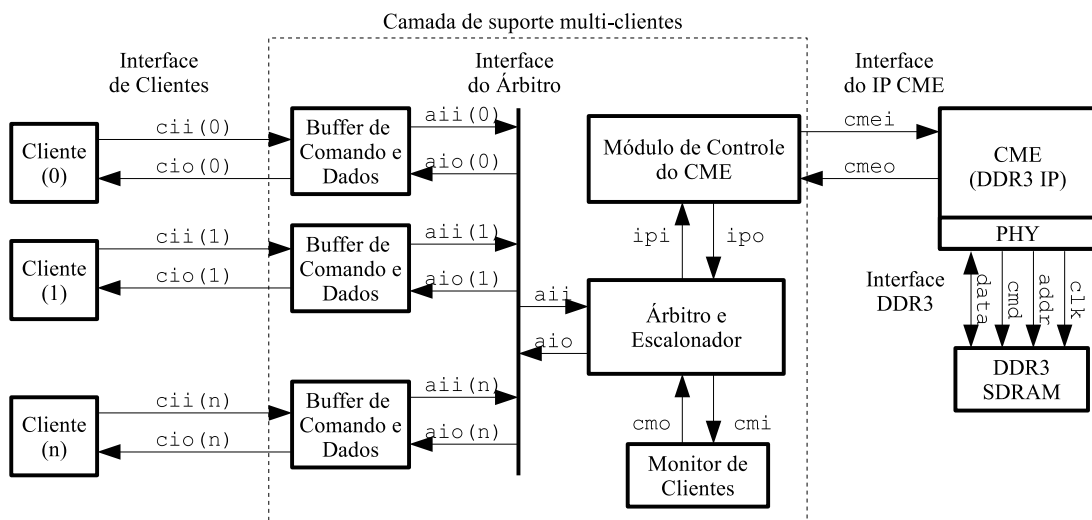 Camada de suporte multi-clientes
Interface
de Clientes
Interface
do Árbitro
Interface
do IP CME
Cliente
(0)
cii(0)
cio(0)
Buffer de
Comando e
Dados
aii(0)
aio(0)
Módulo de Controle
do CME
cmei
cmeo
CME
(DDR3 IP)
PHY
Cliente
(1)
cii(1)
cio(1)
Buffer de
Comando e
Dados
aii(1)
aio(1)
ipi
ipo
Interface
DDR3
data
cmd
addr
clk
aii
aio
Árbitro e
Escalonador
DDR3
SDRAM
Cliente
(n)
cii(n)
cio(n)
Buffer de
Comando e
Dados
aii(n)
aio(n)
cmo
cmi
Monitor de
Clientes